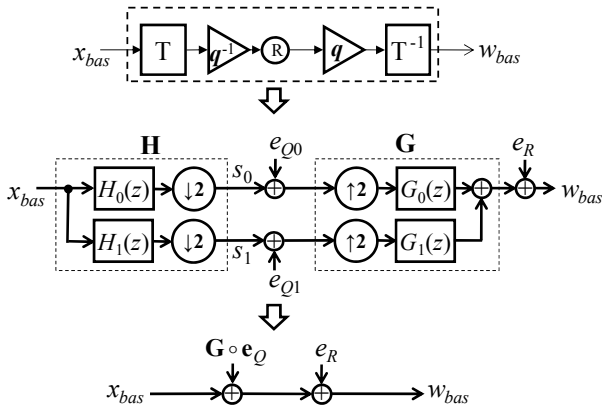 x_bas T q^-1 R q T^-1 w_bas
H e_Q0 G e_R
x_bas H_0(z) ↓2 s_0 ↑2 G_0(z) w_bas
H_1(z) ↓2 s_1 ↑2 G_1(z)
e_Q1
G∘e_Q e_R
x_bas w_bas